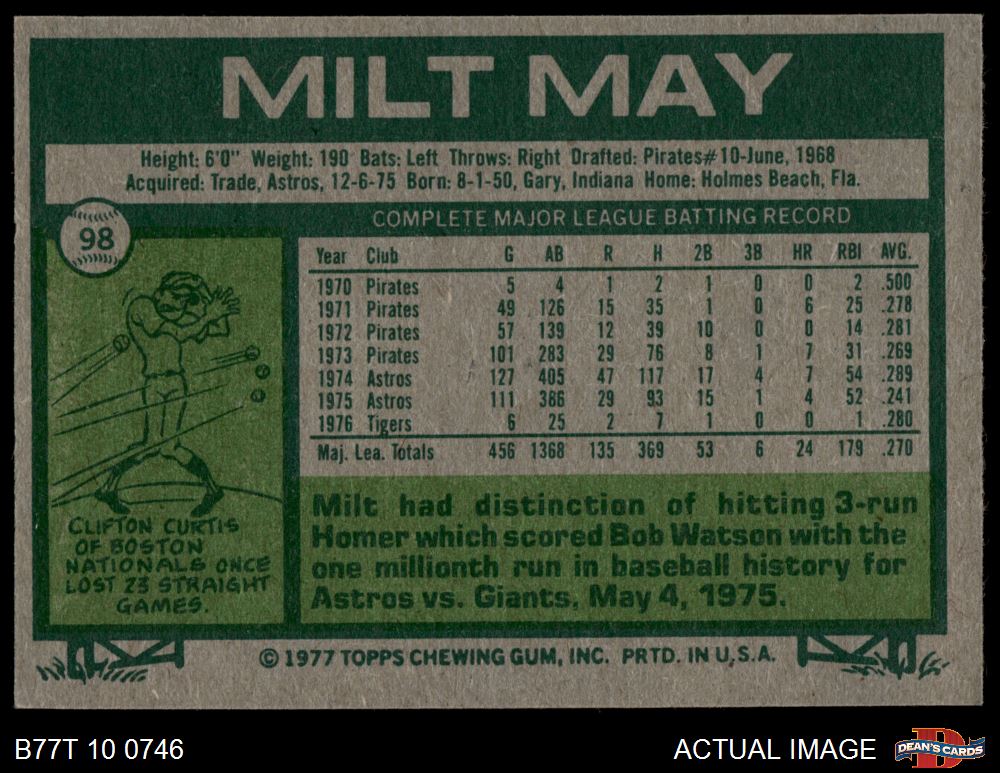 MILT MAY
Height: 6'0" Weight: 190 Bats: Left Throws: Right Drafted: Pirates#10-June, 1968
Acquired: Trade, Astros, 12-6-75 Born: 8-1-50, Gary, Indiana Home: Holmes Beach, Fla.
98
COMPLETE MAJOR LEAGUE BATTING RECORD
Year Club G AB R H 2B 3B HR RBI AVG.
1970 Pirates 5 4 1 2 1 0 0 2 .500
1971 Pirates 49 126 15 35 1 0 6 25 .278
1972 Pirates 57 139 12 39 10 0 0 14 .281
1973 Pirates 101 283 29 76 8 1 7 31 .269
1974 Astros 127 405 47 117 17 4 7 54 .289
1975 Astros 111 386 29 93 15 1 4 52 .241
1976 Tigers 6 25 2 7 1 0 0 1 .280
Maj. Lea. Totals 456 1368 135 369 53 6 24 179 .270
CLIFTON CURTIS
OF BOSTON
NATIONALS ONCE
LOST 23 STRAIGHT
GAMES.
Milt had distinction of hitting 3-run
Homer which scored Bob Watson with the
one millionth run in baseball history for
Astros vs. Giants, May 4, 1975.
© 1977 TOPPS CHEWING GUM, INC. PRTD. IN U.S.A.
B77T 10 0746
ACTUAL IMAGE
D
DEAN'S CARDS